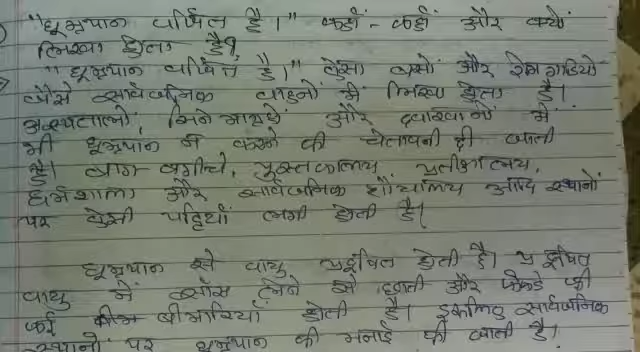 "धूम्रपान वर्जित है।" कहाँ-कहाँ और क्यों
लिखा होता है?
"धूम्रपान वर्जित है।" ऐसा बसों और रेलगाडियो
जैसे सार्वजनिक वाहनों में लिखा होता है।
अस्पतालो, सिनेमाघरो और दवाखानों में
भी धूम्रपान न करने की चेतावनी दी जाती
है। बाग-बगीचे, पुस्तकालय, प्रतीक्षालय,
धर्मशाला और सार्वजनिक शौचालय आदि स्थानों
पर ऐसी पट्टियाँ लगी होती है।
धूम्रपान से वायु प्रदूषित होती है। प्रदूषित
वायु में साँस लेने से छाती और फेफडे की
कई बीमारियाँ होती है। इसलिए सार्वजनिक
स्थानों पर धूम्रपान की मनाई की जाती है।